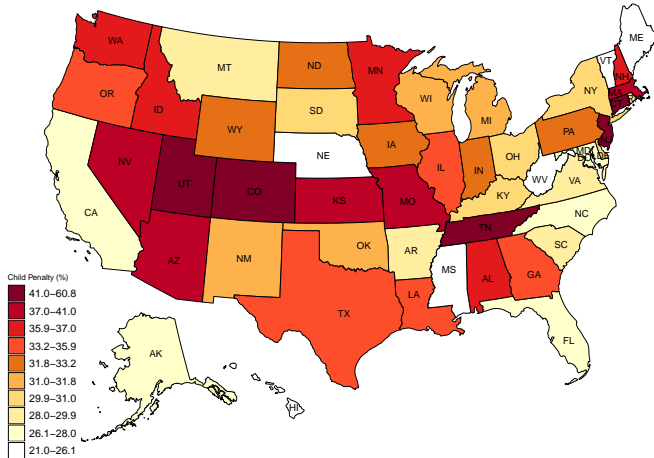 ME
WA
VT
ND
MT
MN
NH
OR
NY
MA
WI
ID
SD
CT
MI
WY
PA
IA
NE
OH
MD
DE
NV
IN
IL
UT
CO
WV
VA
KS
MO
KY
CA
NC
TN
OK
AZ
NM
AR
SC
MS
AL
GA
LA
TX
FL
AK
HI
Child Penalty (%)
41.0–60.8
37.0–41.0
35.9–37.0
33.2–35.9
31.8–33.2
31.0–31.8
29.9–31.0
28.0–29.9
26.1–28.0
21.0–26.1